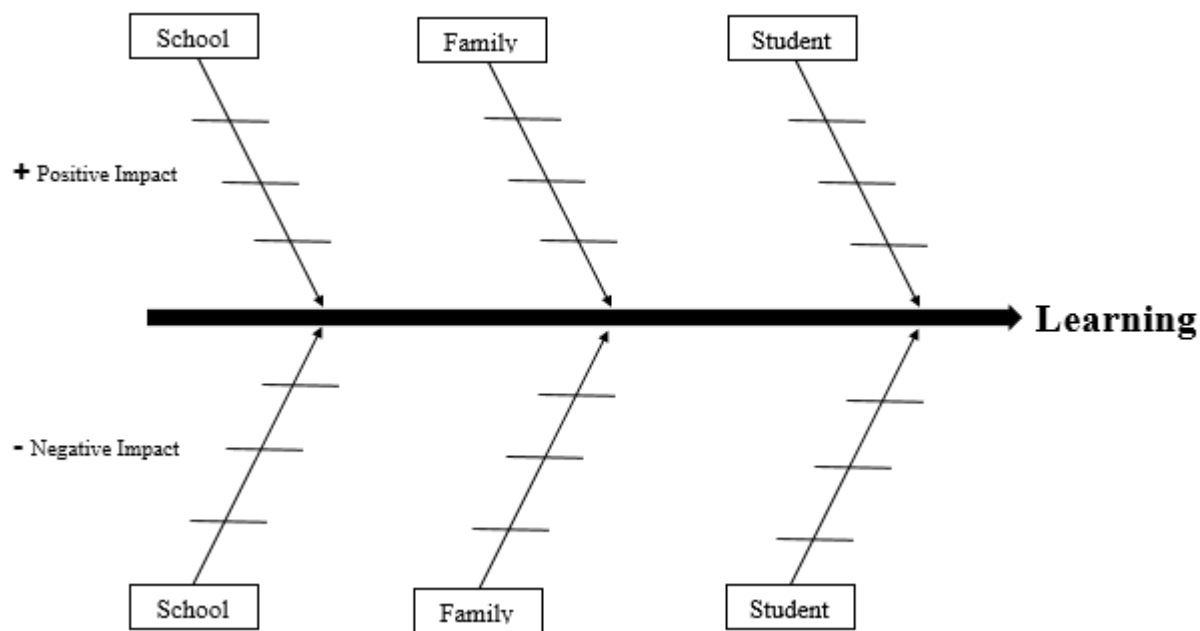 School
Family
Student
+ Positive Impact
Learning
- Negative Impact
School
Family
Student